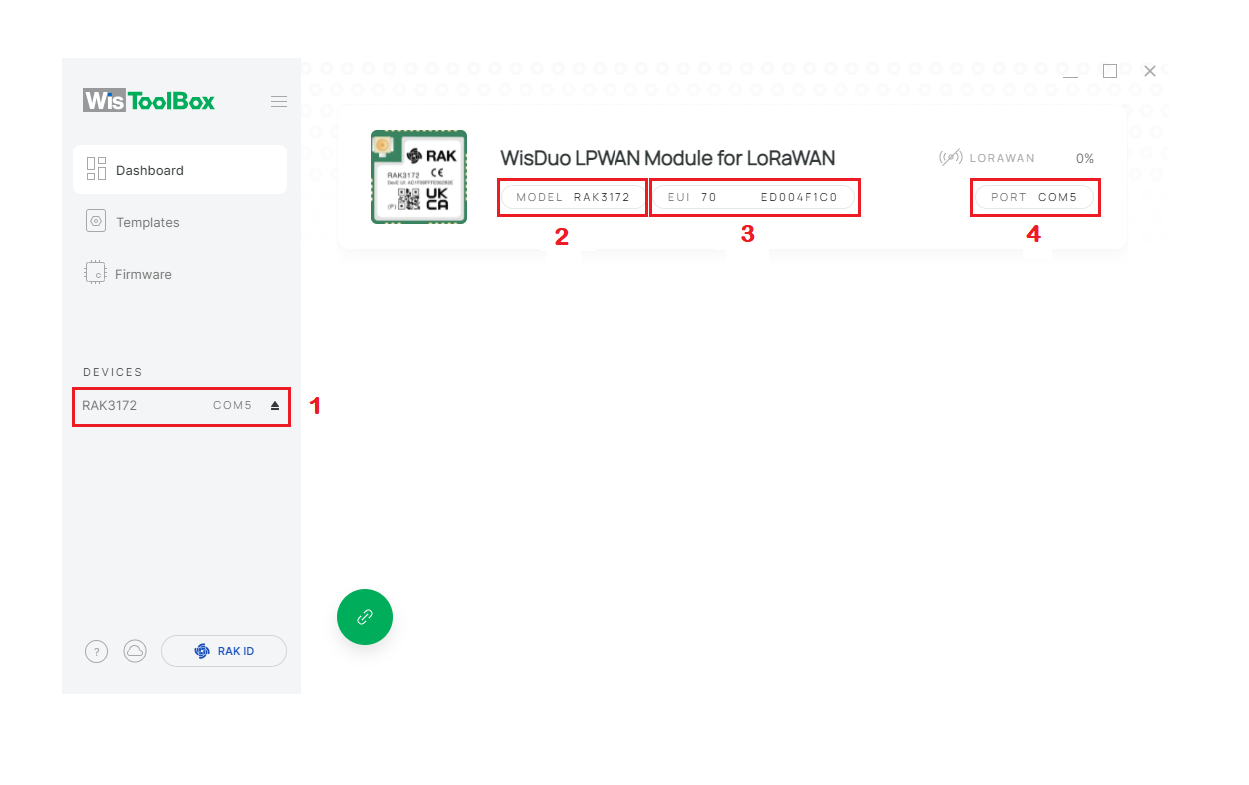 WisToolBox
Dashboard
Templates
Firmware
DEVICES
RAK3172 COM5
1
? RAK ID
RAK
RAK3172
CE
UK
CA
(P)
WisDuo LPWAN Module for LoRaWAN
LORAWAN 0%
MODEL RAK3172
EUI 70 ED004F1C0
PORT COM5
2
3
4